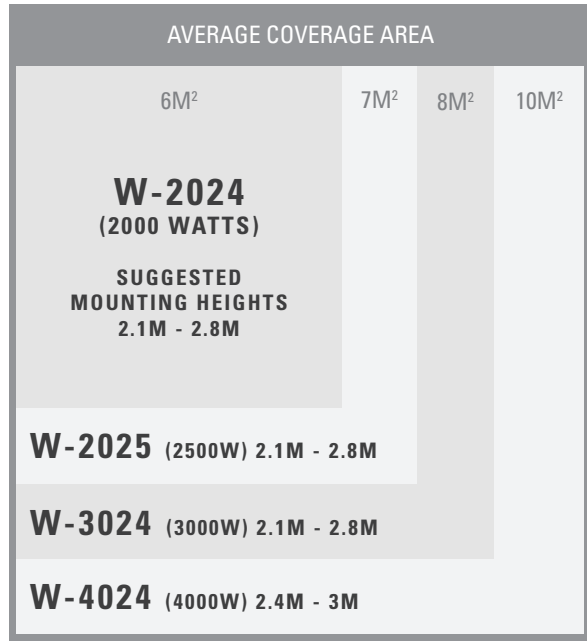 AVERAGE COVERAGE AREA
6M² 7M² 8M² 10M²
W-2024
(2000 WATTS)
SUGGESTED
MOUNTING HEIGHTS
2.1M - 2.8M
W-2025 (2500W) 2.1M - 2.8M
W-3024 (3000W) 2.1M - 2.8M
W-4024 (4000W) 2.4M - 3M